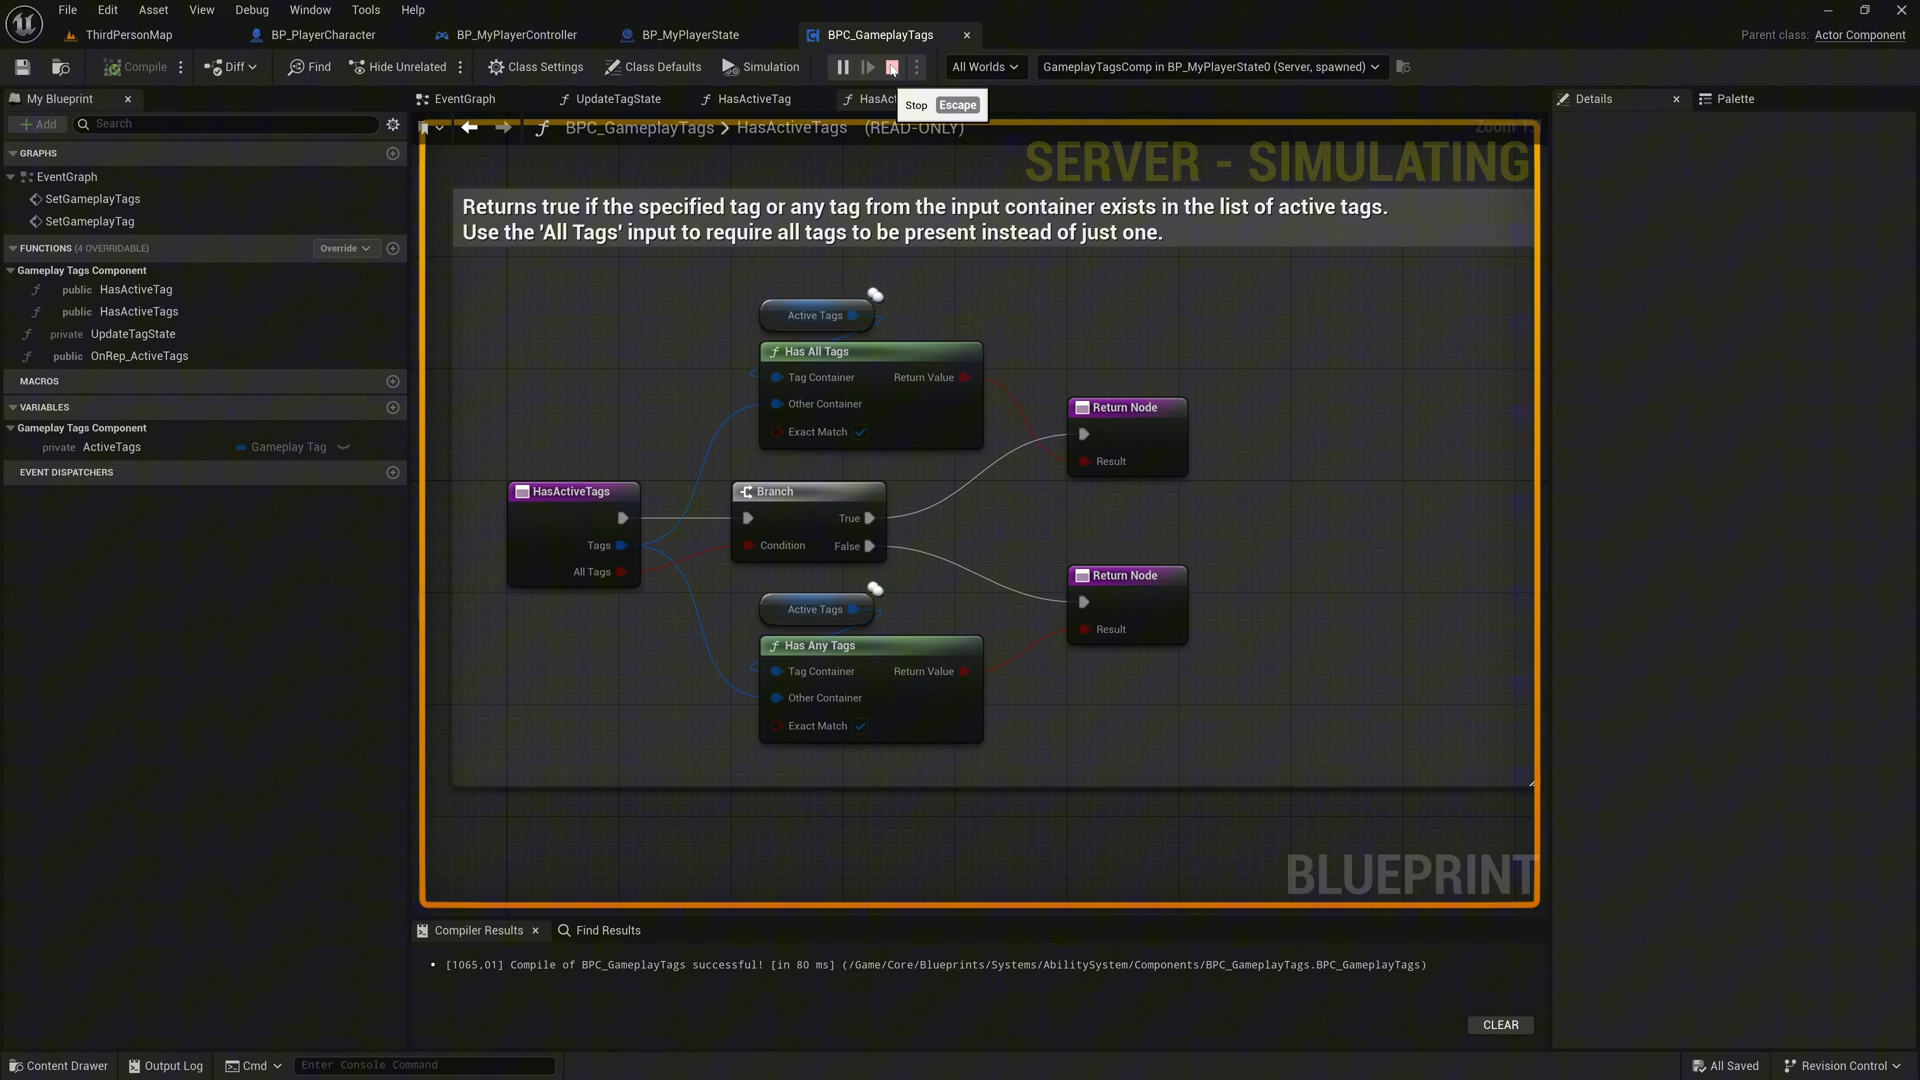 File Edit Asset View Debug Window Tools Help
ThirdPersonMap BP_PlayerCharacter BP_MyPlayerController BP_MyPlayerState BPC_GameplayTags
Parent class: Actor Component
Compile Diff Find Hide Unrelated Class Settings Class Defaults Simulation All Worlds GameplayTagsComp in BP_MyPlayerState0 (Server, spawned)
Stop Escape
My Blueprint
EventGraph UpdateTagState HasActiveTag HasAct
Details Palette
Add Search
BPC_GameplayTags HasActiveTags (READ-ONLY)
SERVER - SIMULATING
GRAPHS
EventGraph
SetGameplayTags
SetGameplayTag
FUNCTIONS (4 OVERRIDABLE) Override
Gameplay Tags Component
public HasActiveTag
public HasActiveTags
private UpdateTagState
public OnRep_ActiveTags
MACROS
VARIABLES
Gameplay Tags Component
private ActiveTags Gameplay Tag
EVENT DISPATCHERS
Returns true if the specified tag or any tag from the input container exists in the list of active tags.
Use the 'All Tags' input to require all tags to be present instead of just one.
Active Tags
Has All Tags
Tag Container Return Value
Other Container
Exact Match
Return Node
Result
HasActiveTags
Tags
All Tags
Branch
True
Condition False
Active Tags
Has Any Tags
Tag Container Return Value
Other Container
Exact Match
Return Node
Result
BLUEPRINT
Compiler Results Find Results
[1065,01] Compile of BPC_GameplayTags successful! [in 80 ms] (/Game/Core/Blueprints/Systems/AbilitySystem/Components/BPC_GameplayTags.BPC_GameplayTags)
CLEAR
Content Drawer Output Log Cmd Enter Console Command All Saved Revision Control